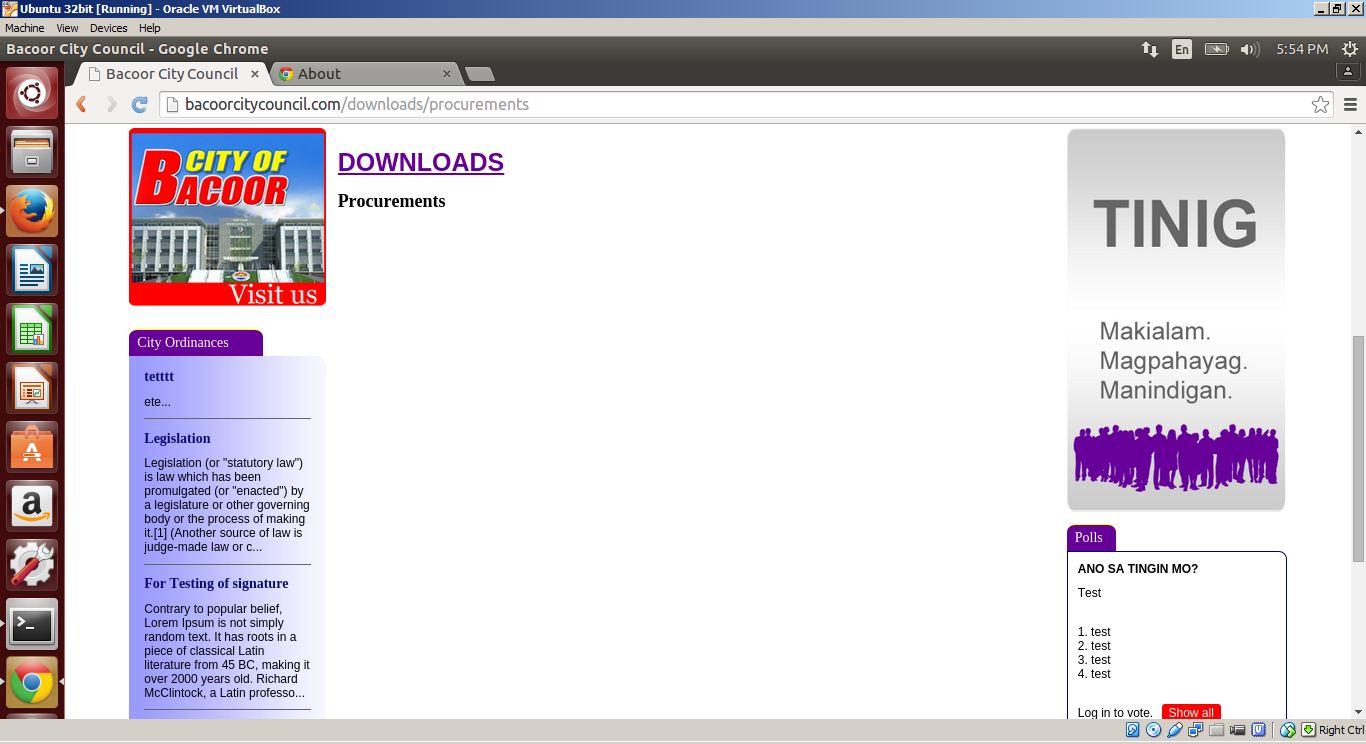 Ubuntu 32bit [Running] - Oracle VM VirtualBox
Machine View Devices Help
Bacoor City Council - Google Chrome
En
5:54 PM
Bacoor City Council
About
bacoorcitycouncil.com/downloads/procurements
CITY OF
BACOOR
Visit us
DOWNLOADS
Procurements
City Ordinances
tetttt
ete...
Legislation
Legislation (or "statutory law")
is law which has been
promulgated (or "enacted") by
a legislature or other governing
body or the process of making
it.[1] (Another source of law is
judge-made law or c...
For Testing of signature
Contrary to popular belief,
Lorem Ipsum is not simply
random text. It has roots in a
piece of classical Latin
literature from 45 BC, making it
over 2000 years old. Richard
McClintock, a Latin professo...
TINIG
Makialam.
Magpahayag.
Manindigan.
Polls
ANO SA TINGIN MO?
Test
1. test
2. test
3. test
4. test
Log in to vote. Show all
Right Ctrl